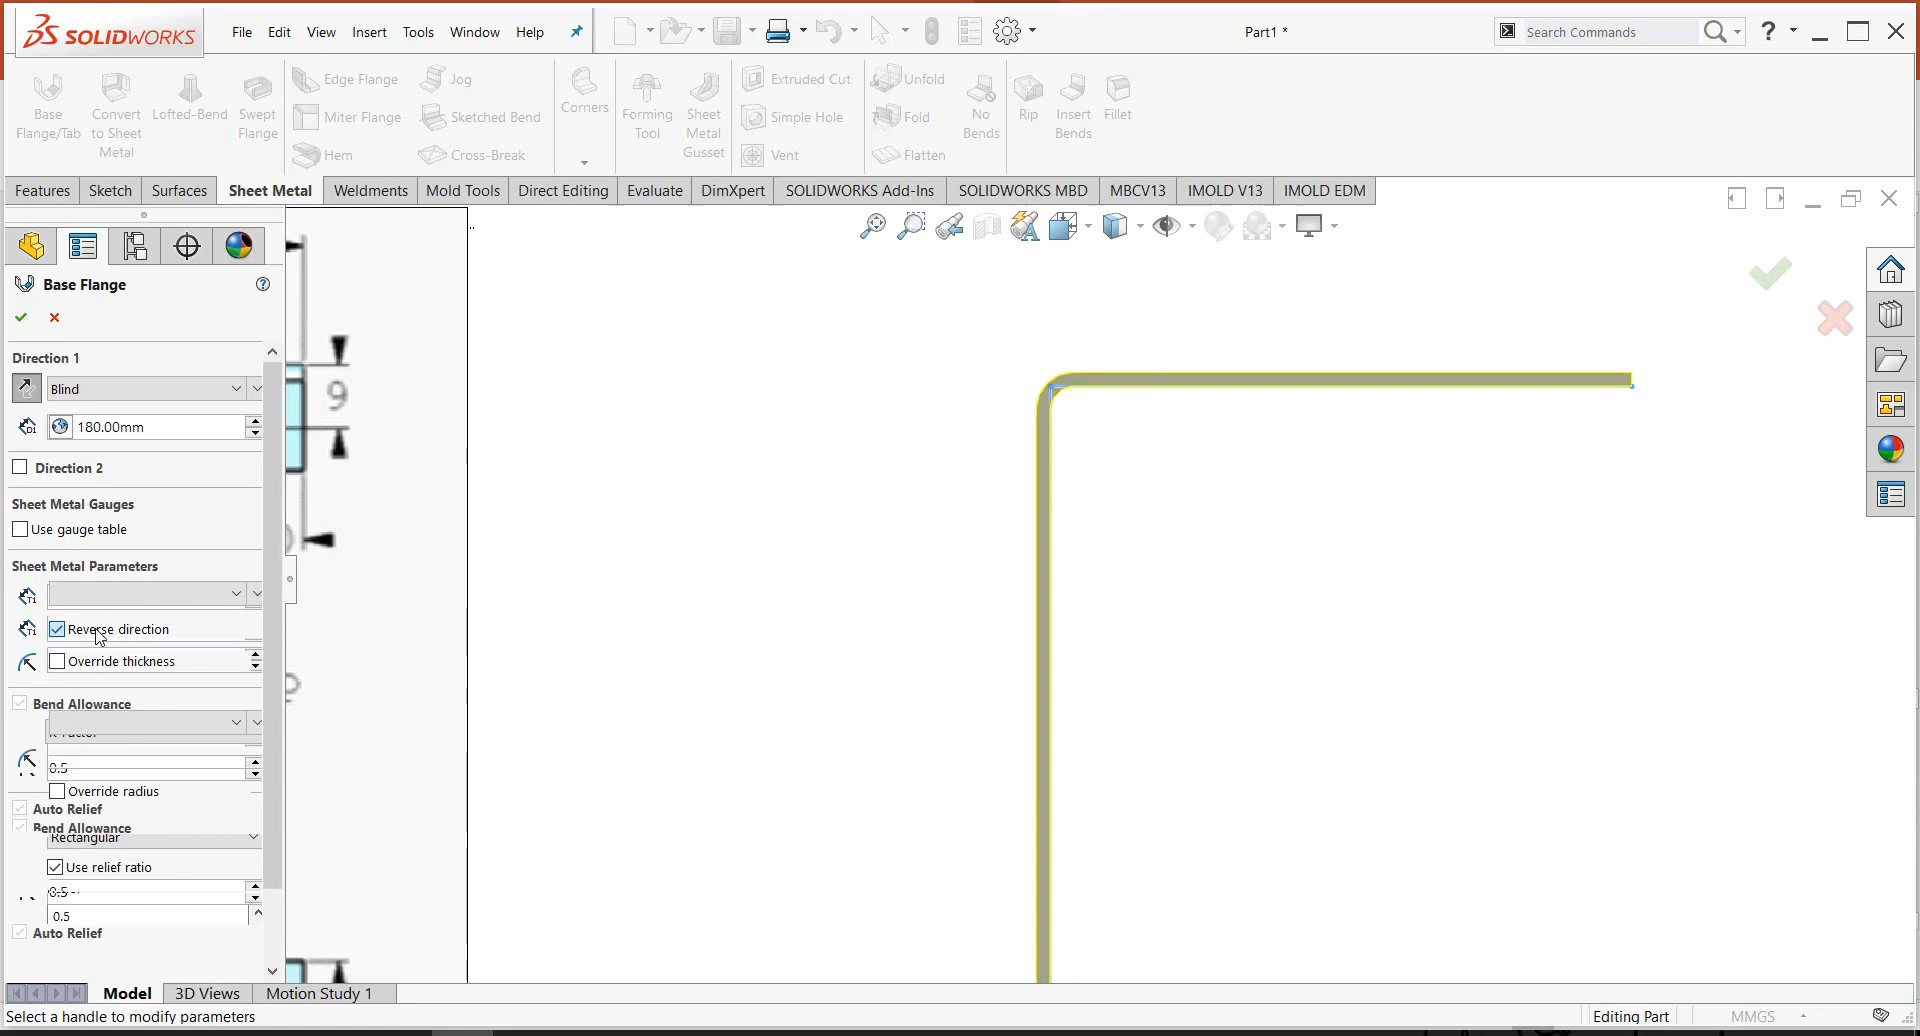 SOLIDWORKS
File Edit View Insert Tools Window Help
Part1 *
Search Commands
Base Flange/Tab
Convert to Sheet Metal
Lofted-Bend
Swept Flange
Edge Flange
Miter Flange
Hem
Jog
Sketched Bend
Cross-Break
Corners
Forming Tool
Sheet Metal Gusset
Extruded Cut
Simple Hole
Vent
Unfold
Fold
Flatten
No Bends
Rip
Insert Bends
Fillet
Features Sketch Surfaces Sheet Metal Weldments Mold Tools Direct Editing Evaluate DimXpert SOLIDWORKS Add-Ins SOLIDWORKS MBD MBCV13 IMOLD V13 IMOLD EDM
Base Flange
Direction 1
Blind
180.00mm
Direction 2
Sheet Metal Gauges
Use gauge table
Sheet Metal Parameters
Reverse direction
Override thickness
Bend Allowance
0.5
Override radius
Auto Relief
Bend Allowance
Rectangular
Use relief ratio
0.5
0.5
Auto Relief
9
Model 3D Views Motion Study 1
Select a handle to modify parameters
Editing Part
MMGS